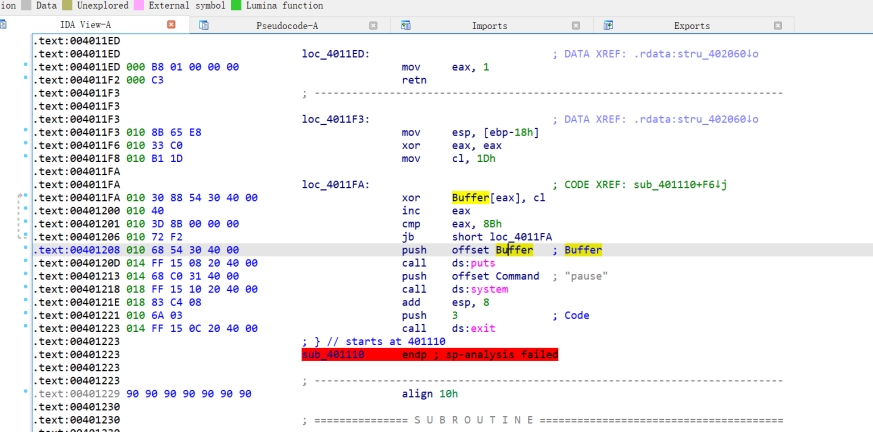 ion Data Unexplored External symbol Lumina function
IDA View-A Pseudocode-A Imports Exports
.text:004011ED
.text:004011ED loc_4011ED: ; DATA XREF: .rdata:stru_402060↓o
.text:004011ED 000 B8 01 00 00 00 mov eax, 1
.text:004011F2 000 C3 retn
.text:004011F3 ; ---------------------------------------------------------------------------
.text:004011F3
.text:004011F3 loc_4011F3: ; DATA XREF: .rdata:stru_402060↓o
.text:004011F3 010 8B 65 E8 mov esp, [ebp-18h]
.text:004011F6 010 33 C0 xor eax, eax
.text:004011F8 010 B1 1D mov cl, 1Dh
.text:004011FA
.text:004011FA loc_4011FA: ; CODE XREF: sub_401110+F6↓j
.text:004011FA 010 30 88 54 30 40 00 xor Buffer[eax], cl
.text:00401200 010 40 inc eax
.text:00401201 010 3D 8B 00 00 00 cmp eax, 8Bh
.text:00401206 010 72 F2 jb short loc_4011FA
.text:00401208 010 68 54 30 40 00 push offset Buffer ; Buffer
.text:0040120D 014 FF 15 08 20 40 00 call ds:puts
.text:00401213 014 68 C0 31 40 00 push offset Command ; "pause"
.text:00401218 018 FF 15 10 20 40 00 call ds:system
.text:0040121E 018 83 C4 08 add esp, 8
.text:00401221 010 6A 03 push 3 ; Code
.text:00401223 014 FF 15 0C 20 40 00 call ds:exit
.text:00401223 ; } // starts at 401110
.text:00401223 sub_401110 endp ; sp-analysis failed
.text:00401223
.text:00401223 ; ---------------------------------------------------------------------------
.text:00401229 90 90 90 90 90 90 90 align 10h
.text:00401230
.text:00401230 ; =============== S U B R O U T I N E =======================================
.text:00401230